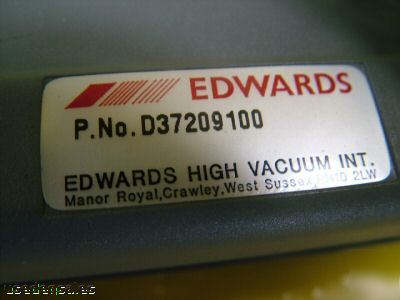 EDWARDS
P.No.D37209100
EDWARDS HIGH VACUUM INT.
Manor Royal,Crawley,West Sussex,RH10 2LW